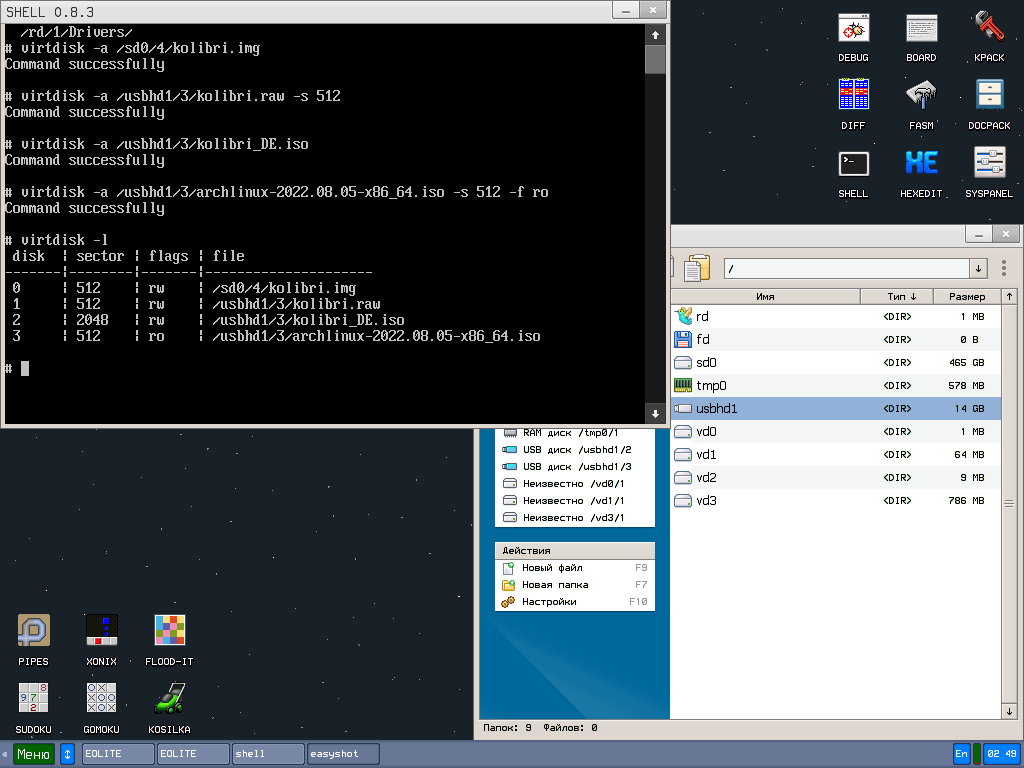 SHELL 0.8.3
/rd/1/Drivers/
# virtdisk -a /sd0/4/kolibri.img
Command successfully
# virtdisk -a /usbhd1/3/kolibri.raw -s 512
Command successfully
# virtdisk -a /usbhd1/3/kolibri_DE.iso
Command successfully
# virtdisk -a /usbhd1/3/archlinux-2022.08.05-x86_64.iso -s 512 -f ro
Command successfully
# virtdisk -l
disk | sector | flags | file
-------|--------|-------|---------------------
0 | 512 | rw | /sd0/4/kolibri.img
1 | 512 | rw | /usbhd1/3/kolibri.raw
2 | 2048 | rw | /usbhd1/3/kolibri_DE.iso
3 | 512 | ro | /usbhd1/3/archlinux-2022.08.05-x86_64.iso
#
DEBUG BOARD KPACK
DIFF FASM DOCPACK
SHELL HEXEDIT SYSPANEL
/
Имя Тип ↓ Размер
rd <DIR> 1 MB
fd <DIR> 0 B
sd0 <DIR> 465 GB
tmp0 <DIR> 578 MB
usbhd1 <DIR> 14 GB
vd0 <DIR> 1 MB
vd1 <DIR> 64 MB
vd2 <DIR> 9 MB
vd3 <DIR> 786 MB
RAM диск /tmp0/1
USB диск /usbhd1/2
USB диск /usbhd1/3
Неизвестно /vd0/1
Неизвестно /vd1/1
Неизвестно /vd3/1
Действия
Новый файл F9
Новая папка F7
Настройки F10
Папок: 9 Файлов: 0
PIPES XONIX FLOOD-IT
SUDOKU GOMOKU KOSILKA
Меню EOLITE EOLITE shell easyshot En 02 49